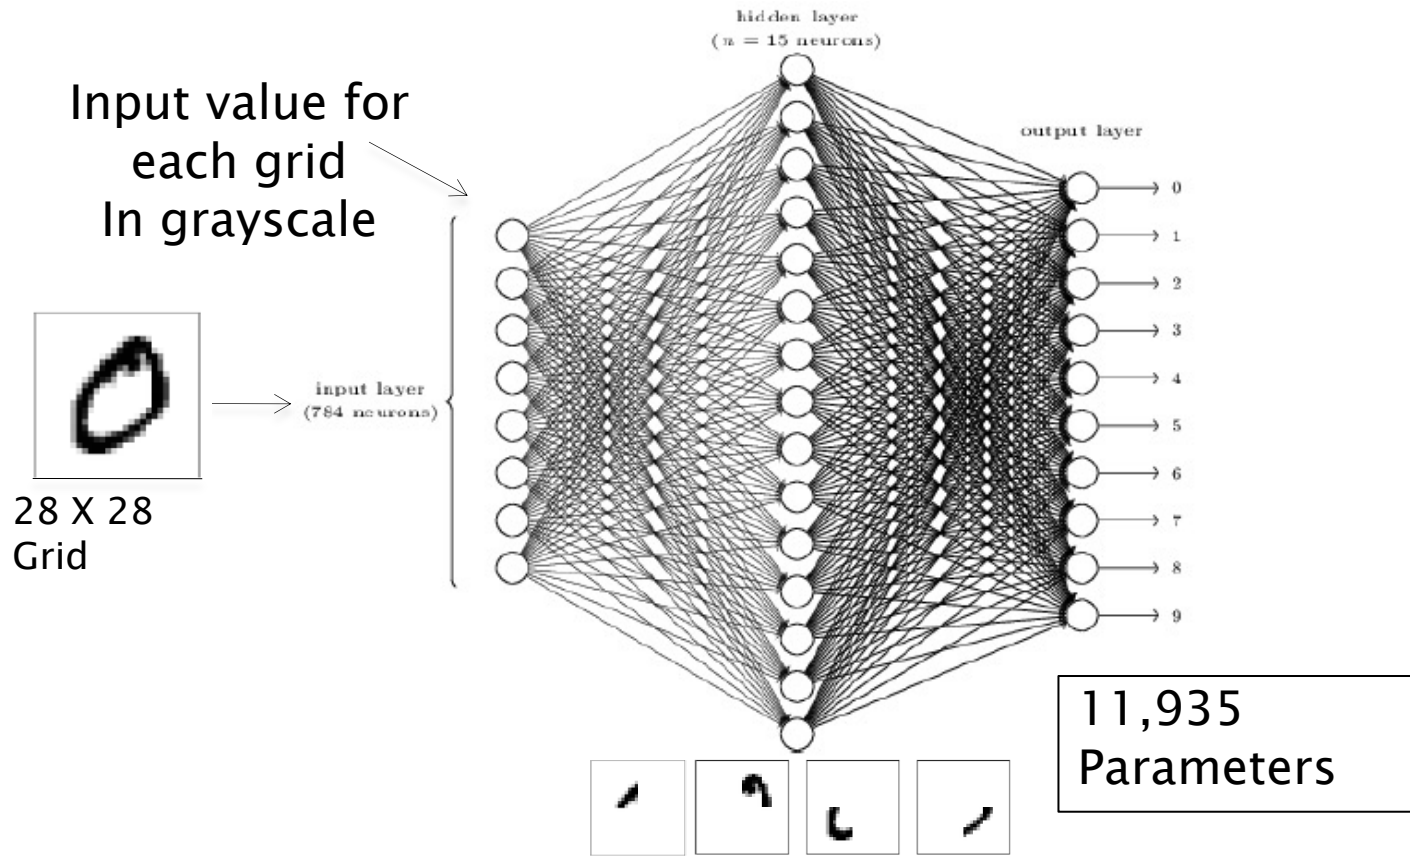 hidden layer
(n = 15 neurons)
Input value for
each grid
In grayscale
output layer
0
1
2
3
4
5
6
7
8
9
input layer
(784 neurons)
28 X 28
Grid
11,935
Parameters